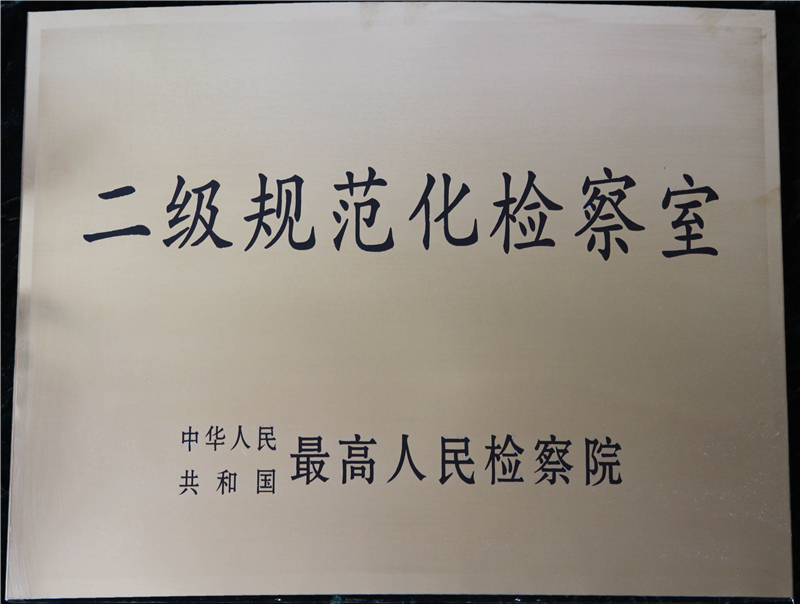 二级规范化检察室
中华人民
共和国
最高人民检察院